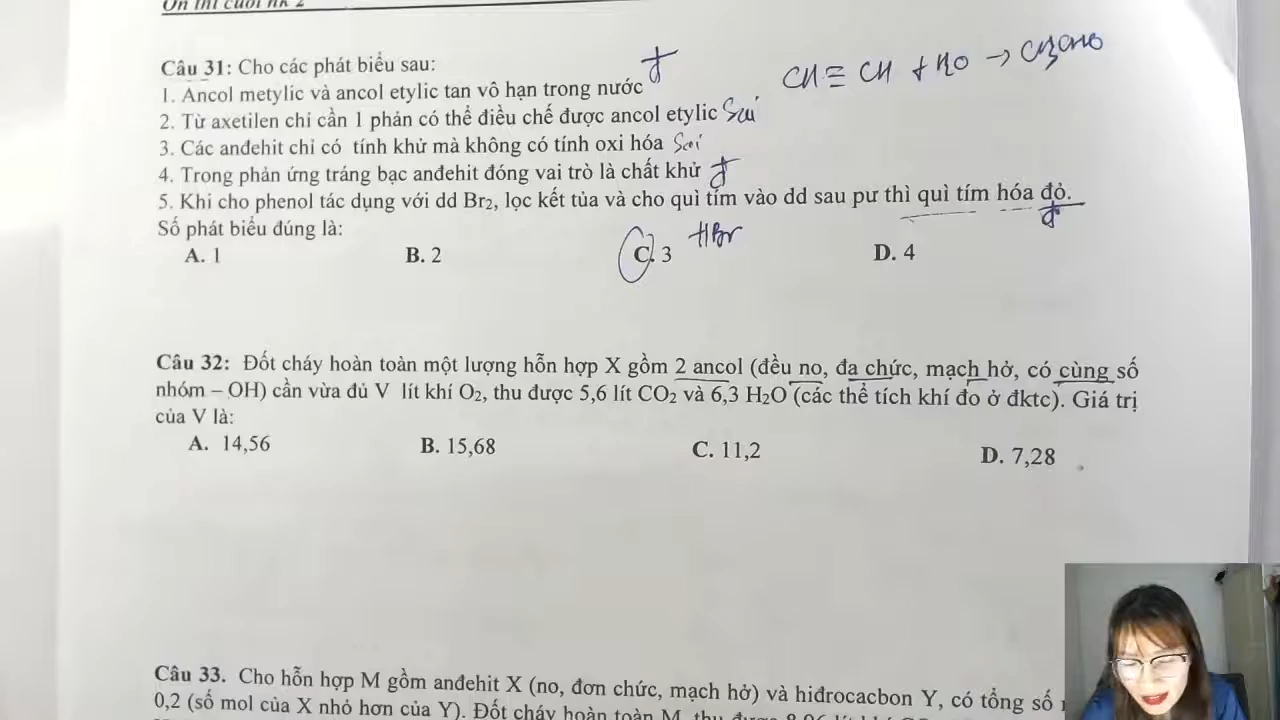 Ôn thi cuối hk 2
Câu 31: Cho các phát biểu sau:
CH≡CH + H2O → CH3CHO
1. Ancol metylic và ancol etylic tan vô hạn trong nước đ
2. Từ axetilen chỉ cần 1 phản có thể điều chế được ancol etylic Sai
3. Các anđehit chỉ có tính khử mà không có tính oxi hóa Sai
4. Trong phản ứng tráng bạc anđehit đóng vai trò là chất khử đ
5. Khi cho phenol tác dụng với dd Br₂, lọc kết tủa và cho quì tím vào dd sau pư thì quì tím hóa đỏ. đ
Số phát biểu đúng là:
HBr
A. 1 B. 2 C. 3 D. 4
Câu 32: Đốt cháy hoàn toàn một lượng hỗn hợp X gồm 2 ancol (đều no, đa chức, mạch hở, có cùng số
nhóm – OH) cần vừa đủ V lít khí O₂, thu được 5,6 lít CO₂ và 6,3 H₂O (các thể tích khí đo ở đktc). Giá trị
của V là:
A. 14,56 B. 15,68 C. 11,2 D. 7,28
Câu 33. Cho hỗn hợp M gồm anđehit X (no, đơn chức, mạch hở) và hiđrocacbon Y, có tổng số
0,2 (số mol của X nhỏ hơn của Y). Đốt cháy hoàn toàn M, thu được 8,96 lít khí